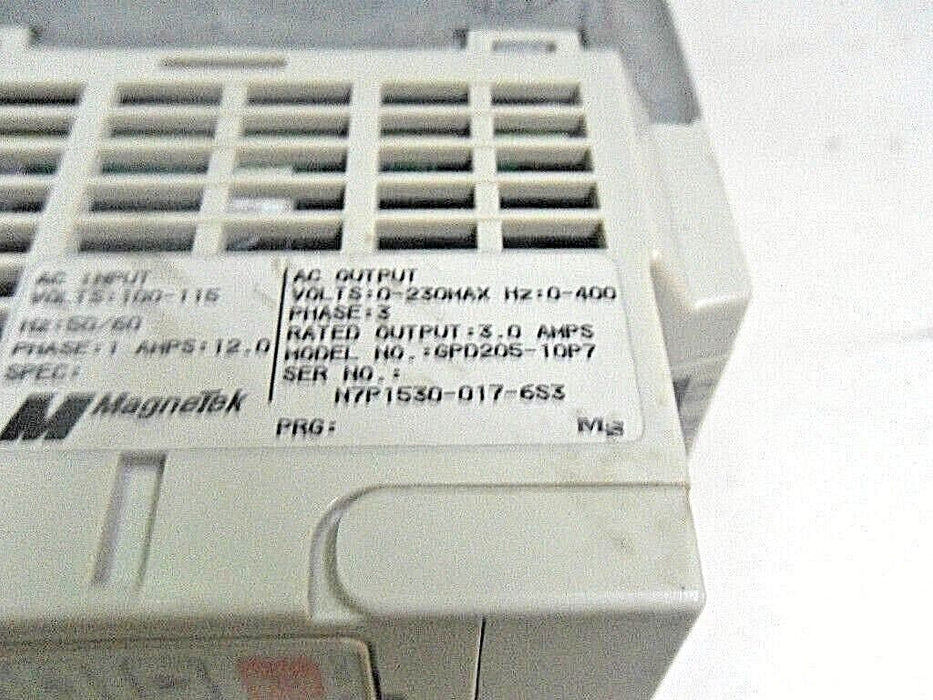 AC INPUT
VOLTS:100-115
HZ:50/60
PHASE:1 AMPS:12.0
SPEC:
MagneTek
AC OUTPUT
VOLTS:0-230MAX HZ:0-400
PHASE:3
RATED OUTPUT:3.0 AMPS
MODEL NO.:GPD205-10P7
SER NO.:
N7P1530-017-6S3
PRG: